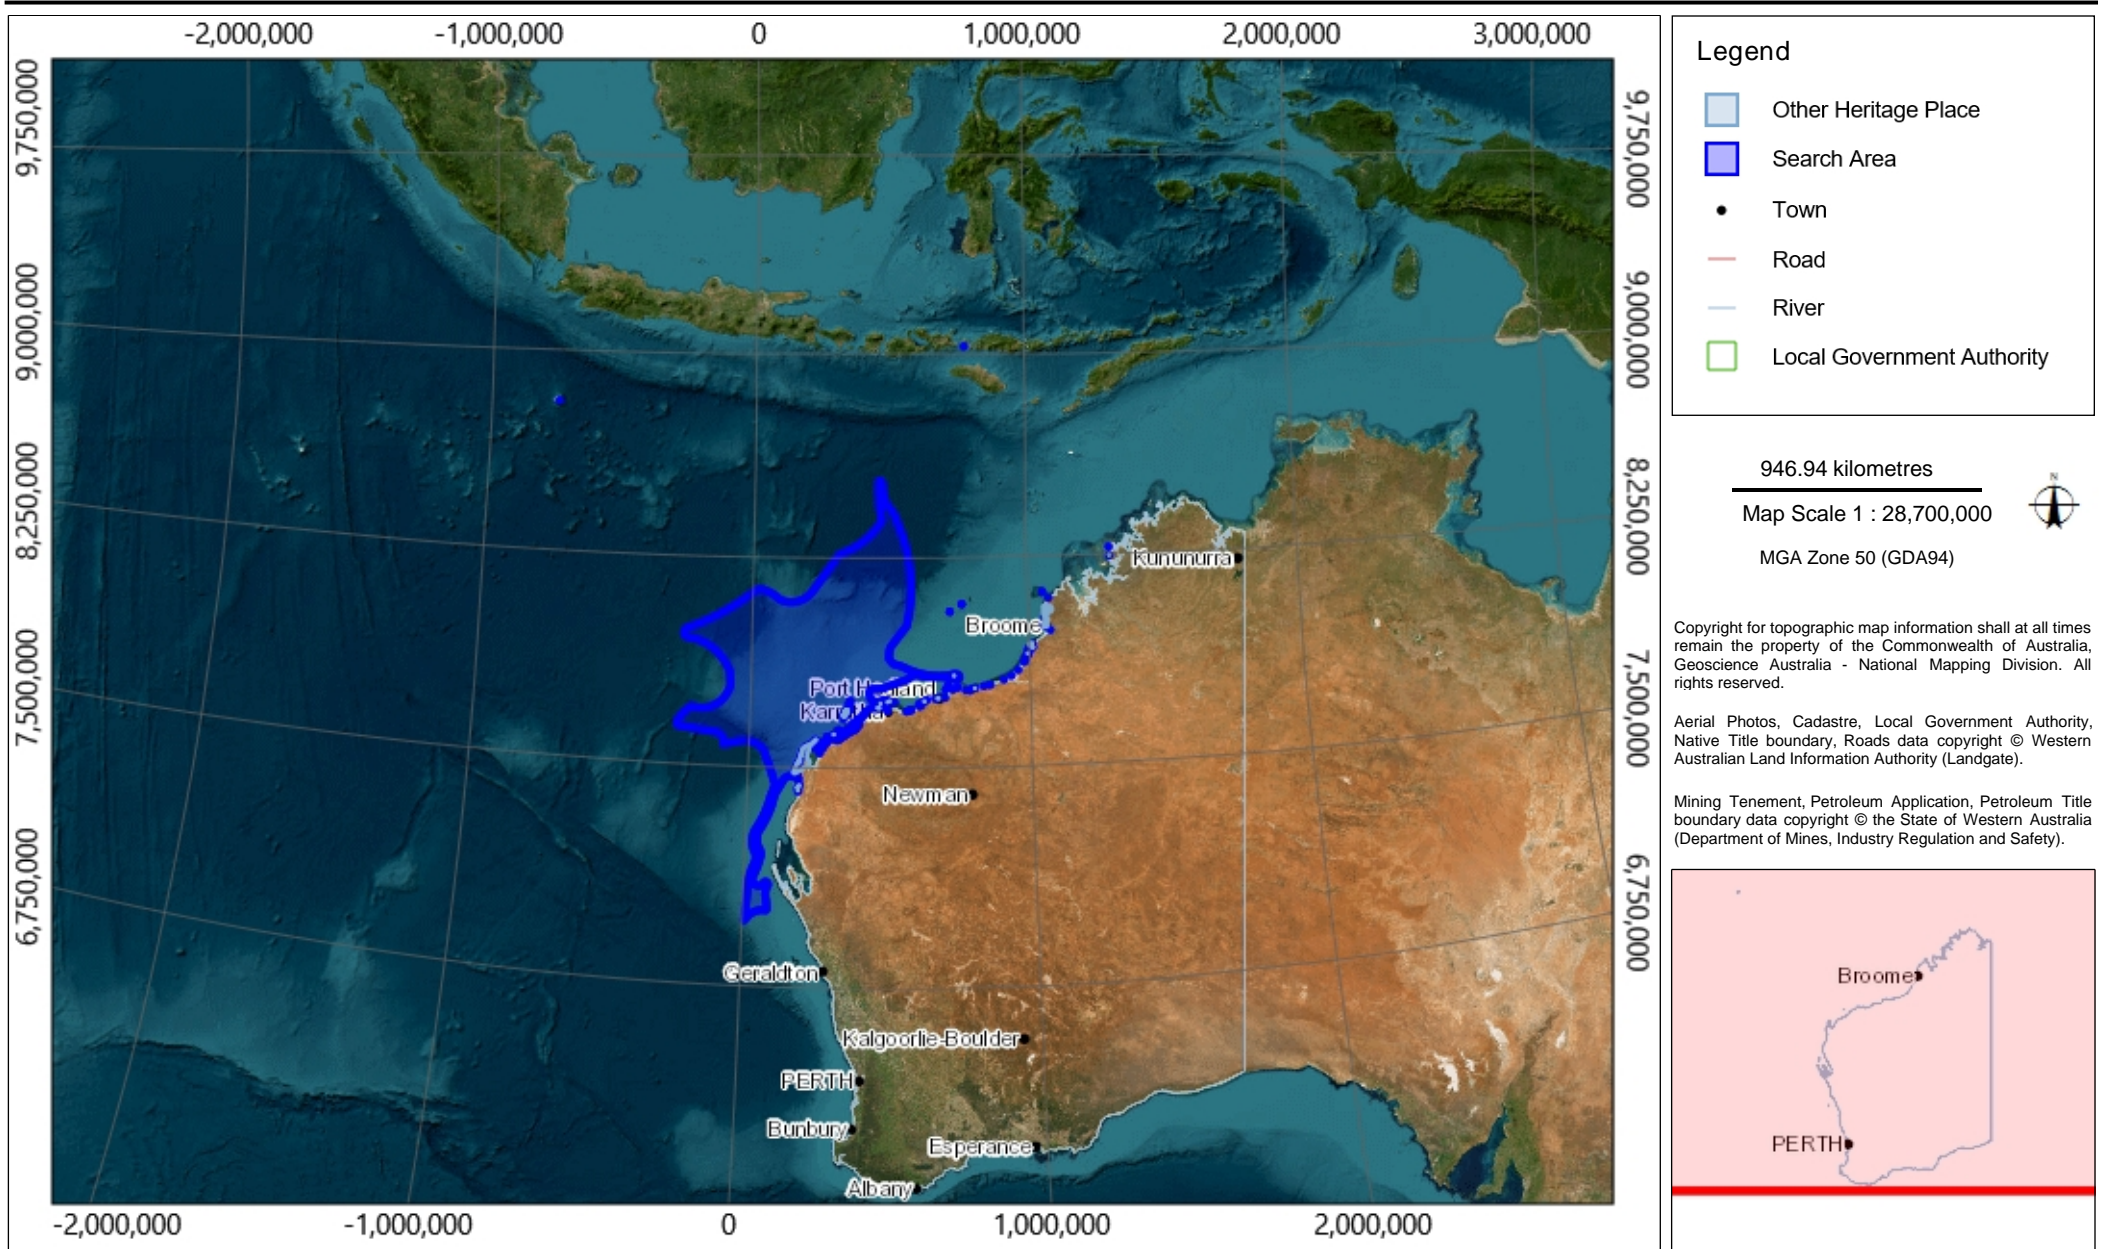 -2,000,000 -1,000,000 0 1,000,000 2,000,000 3,000,000
9,750,000
9,000,000
8,250,000
7,500,000
6,750,000
9,750,000
9,000,000
8,250,000
7,500,000
6,750,000
Kununurra
Broome
Port Hedland
Karratha
Newman
Geraldton
Kalgoorlie-Boulder
PERTH
Bunbury
Esperance
Albany
-2,000,000 -1,000,000 0 1,000,000 2,000,000
Legend
Other Heritage Place
Search Area
Town
Road
River
Local Government Authority
946.94 kilometres
Map Scale 1 : 28,700,000
MGA Zone 50 (GDA94)
N
Copyright for topographic map information shall at all times
remain the property of the Commonwealth of Australia,
Geoscience Australia - National Mapping Division. All
rights reserved.
Aerial Photos, Cadastre, Local Government Authority,
Native Title boundary, Roads data copyright © Western
Australian Land Information Authority (Landgate).
Mining Tenement, Petroleum Application, Petroleum Title
boundary data copyright © the State of Western Australia
(Department of Mines, Industry Regulation and Safety).
Broome
PERTH